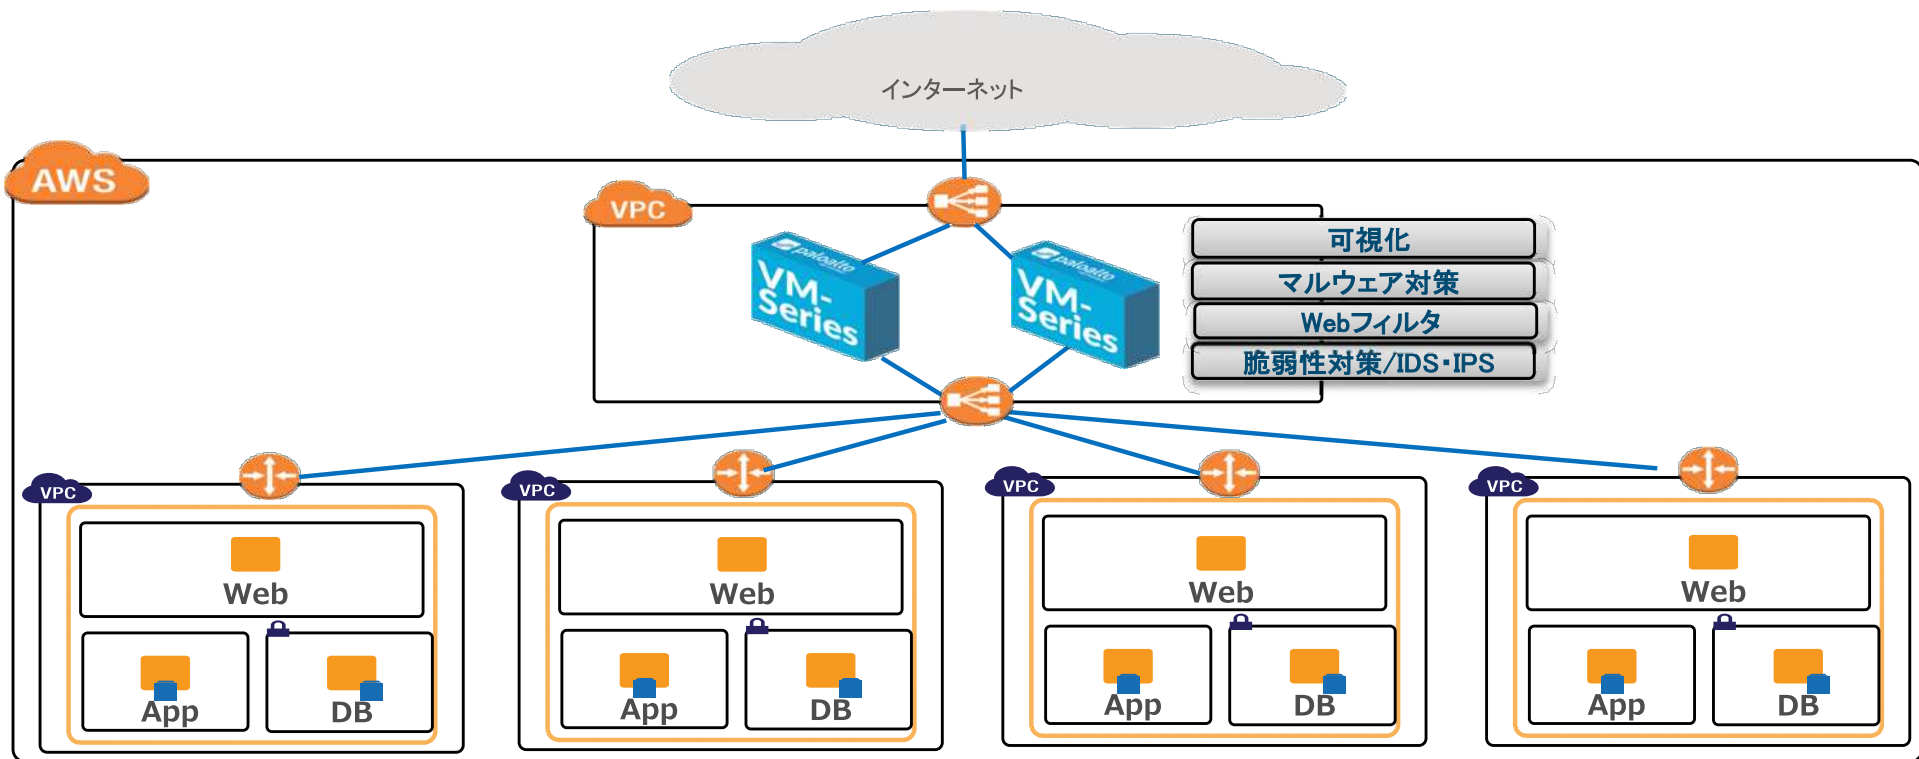 インターネット
AWS
VPC
paloalto
VM-
Series
paloalto
VM-
Series
可視化
マルウェア対策
Webフィルタ
脆弱性対策/IDS・IPS
VPC
Web
App
DB
VPC
Web
App
DB
VPC
Web
App
DB
VPC
Web
App
DB